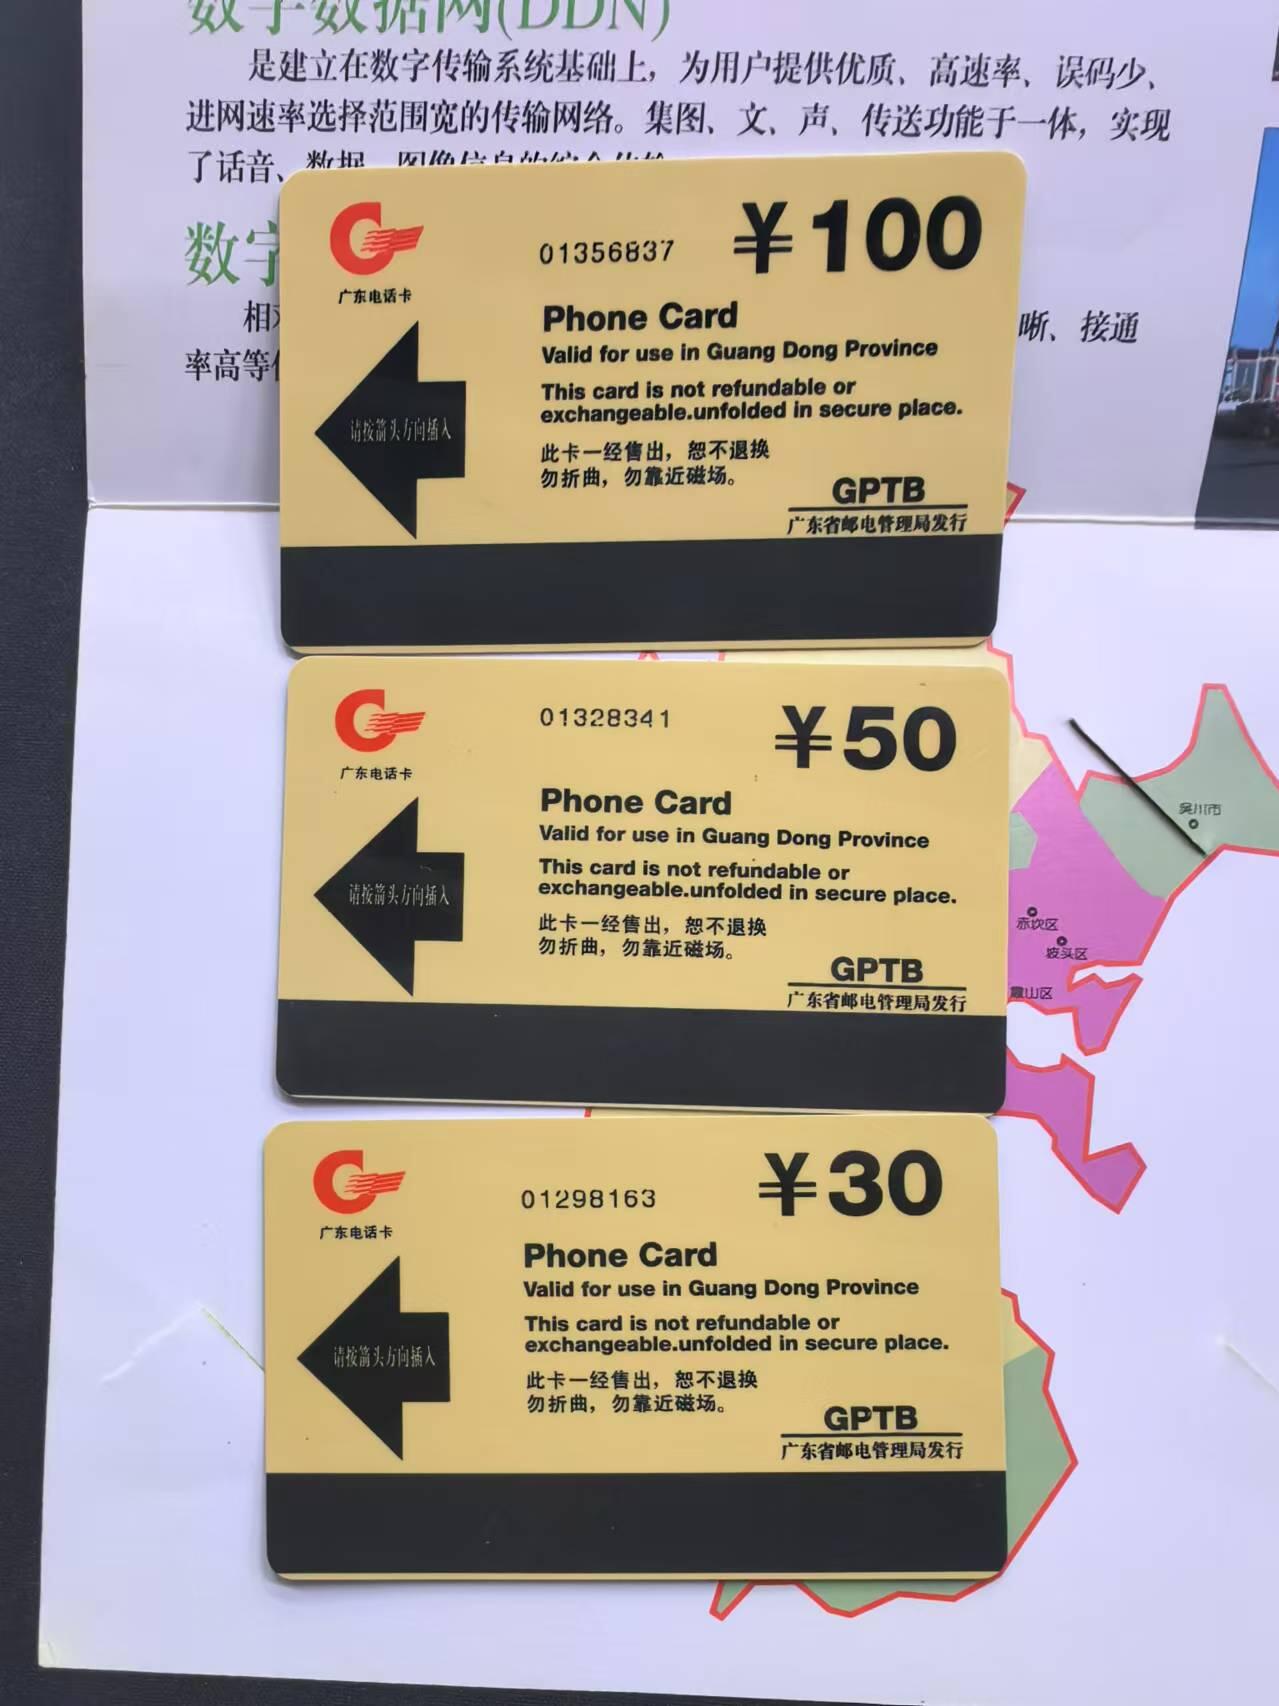 数字数据网(DDN)
是建立在数字传输系统基础上，为用户提供优质、高速率、误码少、
进网速率选择范围宽的传输网络。集图、文、声、传送功能于一体，实现
了话音、数据、图像信息的综合传输
数字
相
晰、接通
率高等
广东电话卡
01356837
¥100
Phone Card
Valid for use in Guang Dong Province
This card is not refundable or
exchangeable.unfolded in secure place.
请按箭头方向插入
此卡一经售出，恕不退换
勿折曲，勿靠近磁场。
GPTB
广东省邮电管理局发行
广东电话卡
01328341
¥50
Phone Card
Valid for use in Guang Dong Province
This card is not refundable or
exchangeable.unfolded in secure place.
请按箭头方向插入
此卡一经售出，恕不退换
勿折曲，勿靠近磁场。
GPTB
广东省邮电管理局发行
吴川市
赤坎区
坡头区
霞山区
广东电话卡
01298163
¥30
Phone Card
Valid for use in Guang Dong Province
This card is not refundable or
exchangeable.unfolded in secure place.
请按箭头方向插入
此卡一经售出，恕不退换
勿折曲，勿靠近磁场。
GPTB
广东省邮电管理局发行